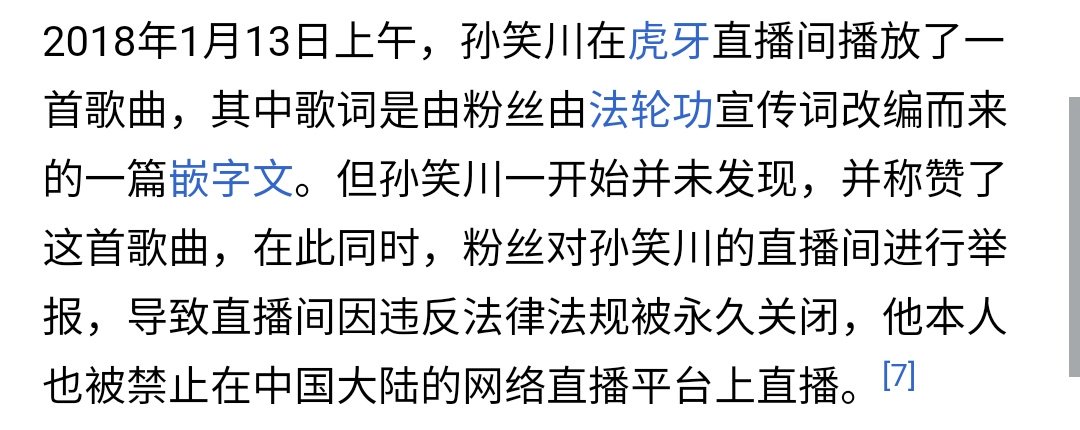 2018年1月13日上午，孙笑川在虎牙直播间播放了一
首歌曲，其中歌词是由粉丝由法轮功宣传词改编而来
的一篇嵌字文。但孙笑川一开始并未发现，并称赞了
这首歌曲，在此同时，粉丝对孙笑川的直播间进行举
报，导致直播间因违反法律法规被永久关闭，他本人
也被禁止在中国大陆的网络直播平台上直播。[7]